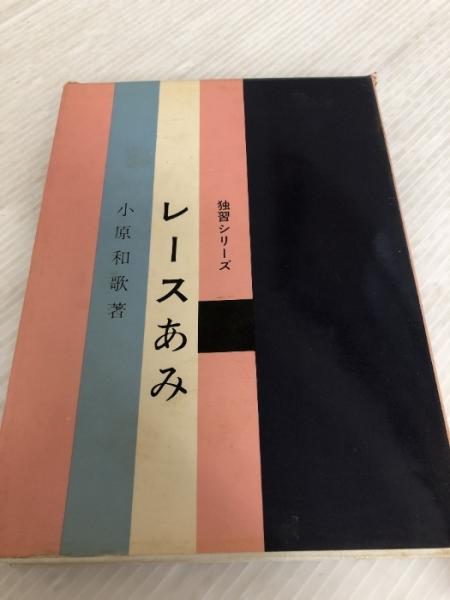 独習シリーズ
レースあみ
小原和歌著